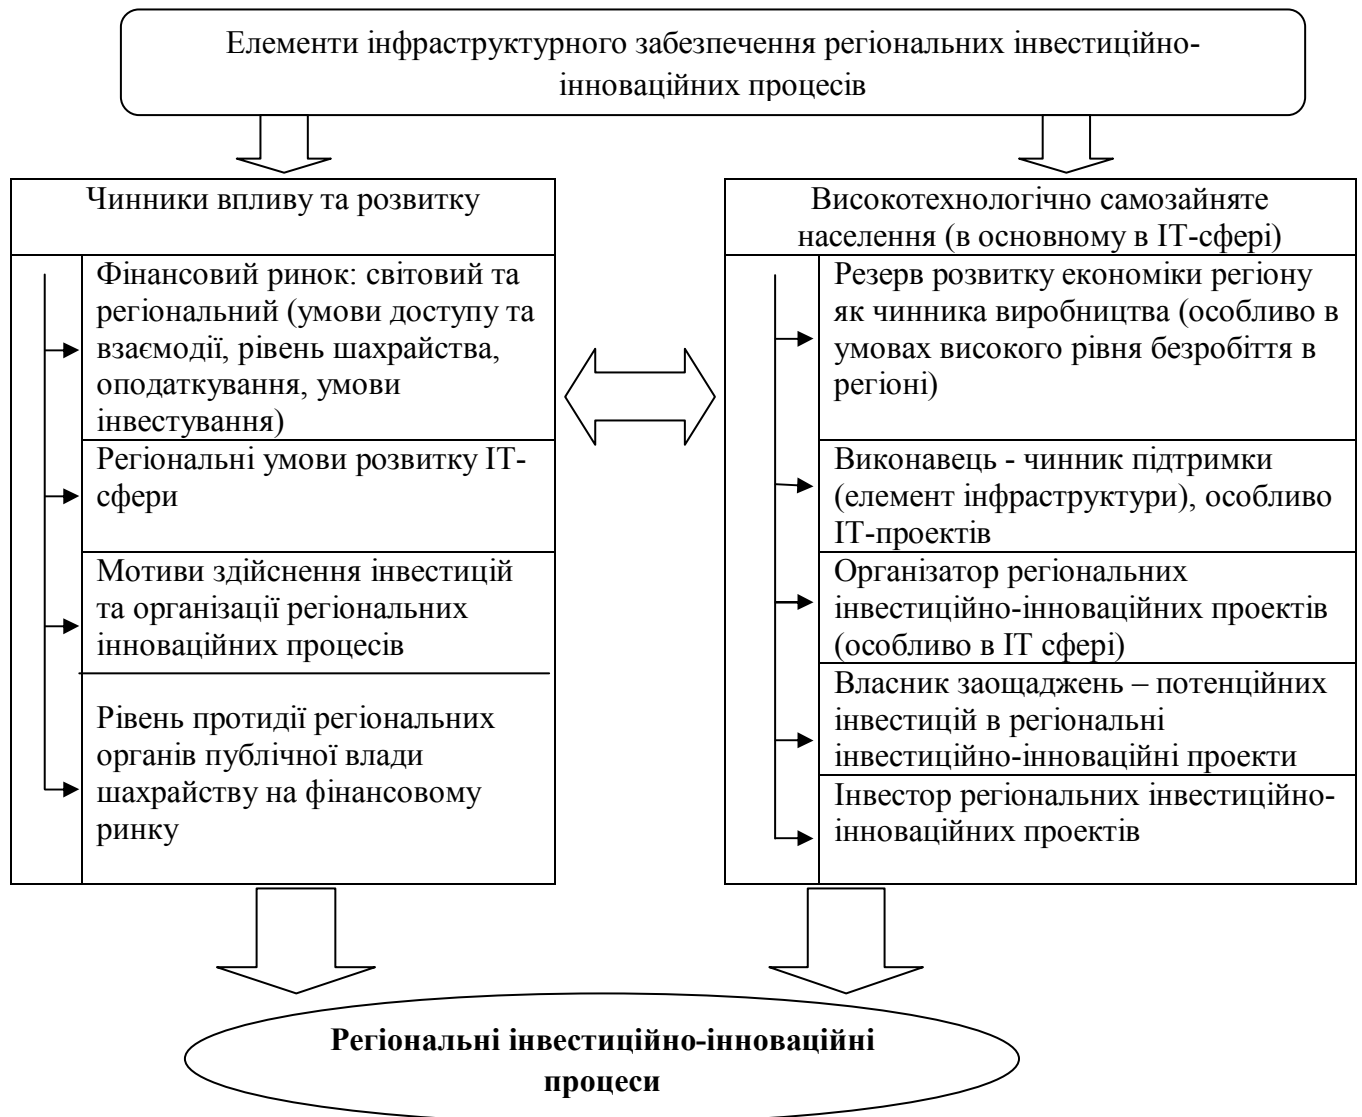 Елементи інфраструктурного забезпечення регіональних інвестиційно-
інноваційних процесів
Чинники впливу та розвитку
Фінансовий ринок: світовий та
регіональний (умови доступу та
взаємодії, рівень шахрайства,
оподаткування, умови
інвестування)
Регіональні умови розвитку ІТ-
сфери
Мотиви здійснення інвестицій
та організації регіональних
інноваційних процесів
Рівень протидії регіональних
органів публічної влади
шахрайству на фінансовому
ринку
Високотехнологічно самозайняте
населення (в основному в ІТ-сфері)
Резерв розвитку економіки регіону
як чинника виробництва (особливо в
умовах високого рівня безробіття в
регіоні)
Виконавець - чинник підтримки
(елемент інфраструктури), особливо
ІТ-проектів
Організатор регіональних
інвестиційно-інноваційних проектів
(особливо в ІТ сфері)
Власник заощаджень – потенційних
інвестицій в регіональні
інвестиційно-інноваційні проекти
Інвестор регіональних інвестиційно-
інноваційних проектів
Регіональні інвестиційно-інноваційні
процеси